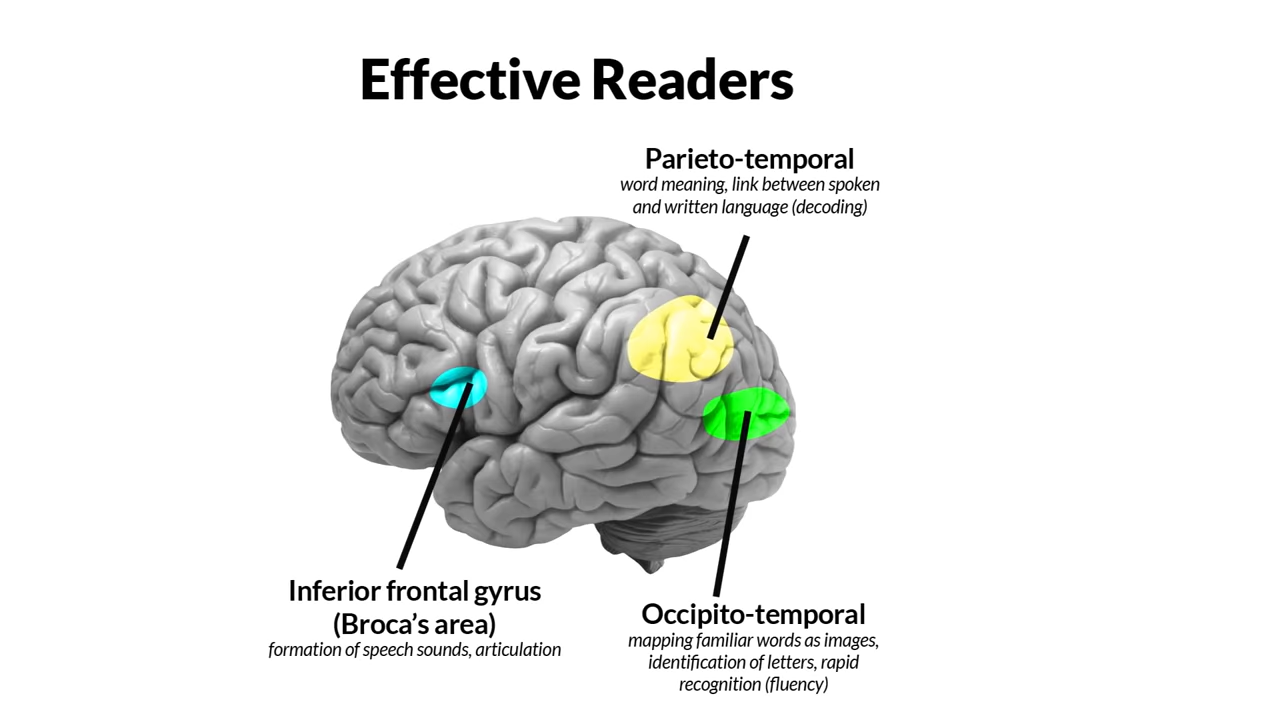 Effective Readers
Parieto-temporal
word meaning, link between spoken
and written language (decoding)
Inferior frontal gyrus
(Broca’s area)
formation of speech sounds, articulation
Occipito-temporal
mapping familiar words as images,
identification of letters, rapid
recognition (fluency)